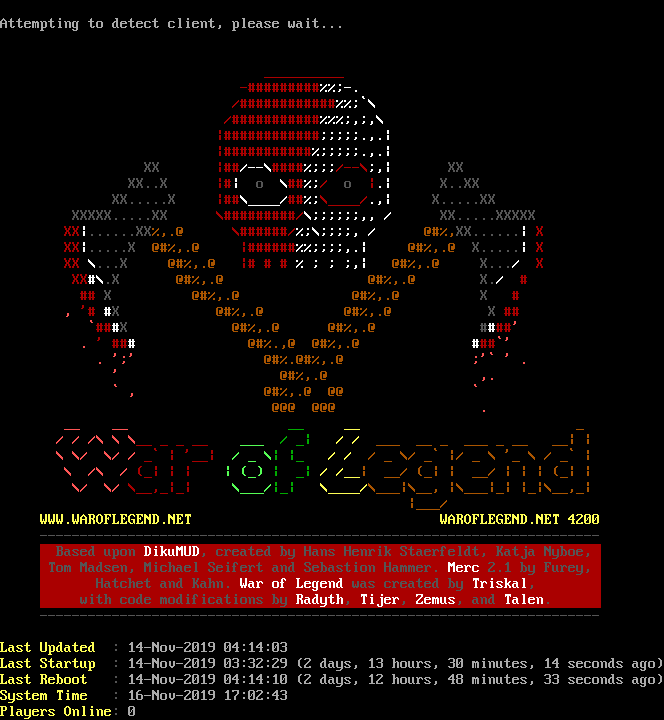 Attempting to detect client, please wait...
War of Legend
WWW.WAROFLEGEND.NET WAROFLEGEND.NET 4200
Based upon DikuMUD, created by Hans Henrik Staerfeldt, Katja Nyboe,
Tom Madsen, Michael Seifert and Sebastion Hammer. Merc 2.1 by Furey,
Hatchet and Kahn. War of Legend was created by Triskal,
with code modifications by Radyth, Tijer, Zemus, and Talen.
Last Updated : 14-Nov-2019 04:14:03
Last Startup : 14-Nov-2019 03:32:29 (2 days, 13 hours, 30 minutes, 14 seconds ago)
Last Reboot : 14-Nov-2019 04:14:10 (2 days, 12 hours, 48 minutes, 33 seconds ago)
System Time : 16-Nov-2019 17:02:43
Players Online: 0